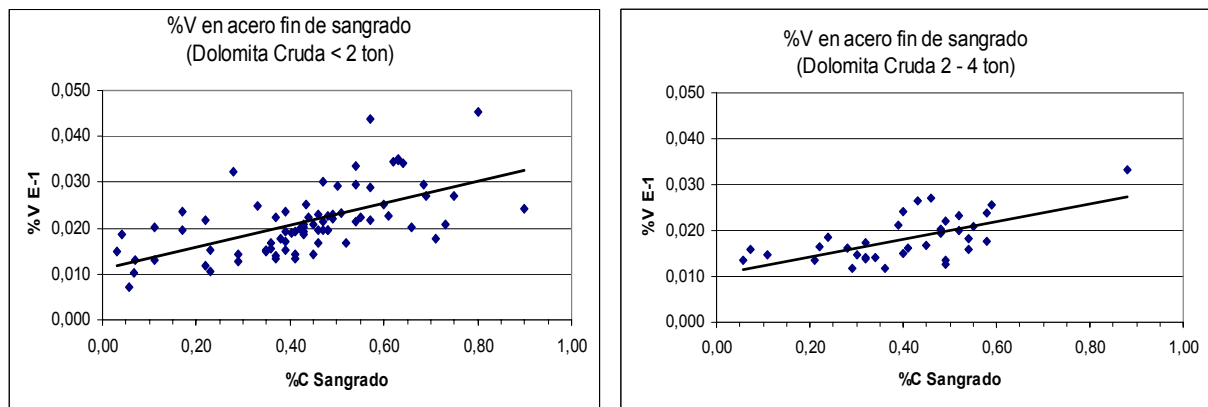 %V en acero fin de sangrado
(Dolomita Cruda < 2 ton)
%V E-1
0,050
0,040
0,030
0,020
0,010
0,000
0,00 0,20 0,40 0,60 0,80 1,00
%C Sangrado
%V en acero fin de sangrado
(Dolomita Cruda 2 - 4 ton)
%V E-1
0,050
0,040
0,030
0,020
0,010
0,000
0,00 0,20 0,40 0,60 0,80 1,00
%C Sangrado